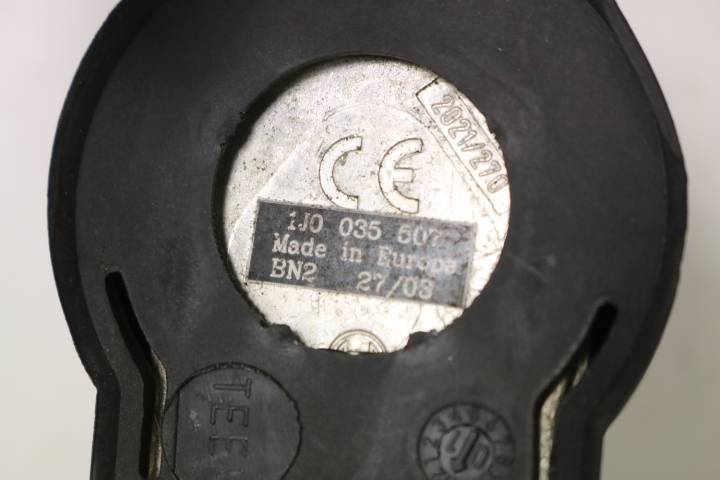 2021/270
CE
1J0 035 507
Made in Europe
BN2 27/03
TEE